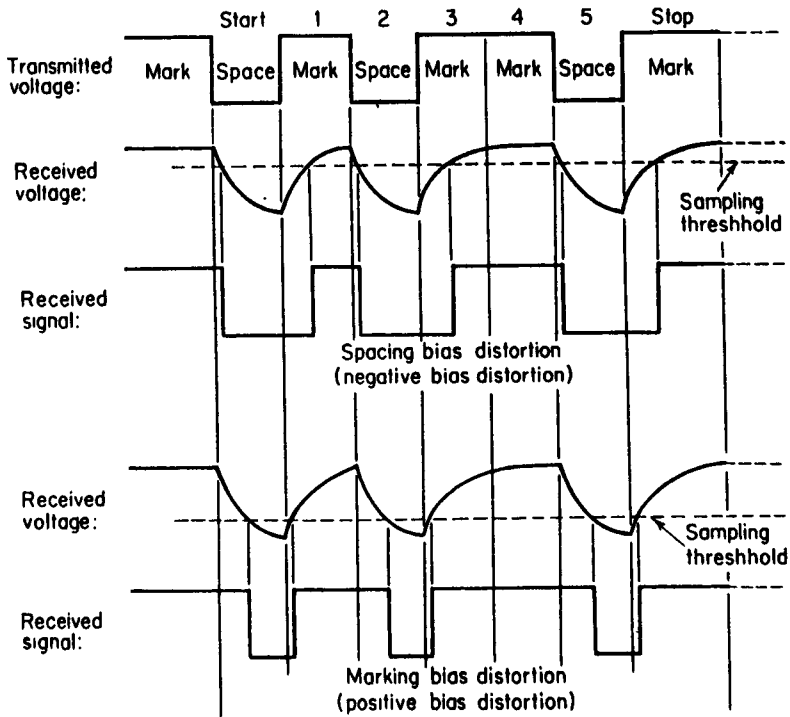 Start 1 2 3 4 5 Stop
Transmitted
voltage:
Mark Space Mark Space Mark Mark Space Mark
Received
voltage:
Sampling
threshhold
Received
signal:
Spacing bias distortion
(negative bias distortion)
Received
voltage:
Sampling
threshhold
Received
signal:
Marking bias distortion
(positive bias distortion)